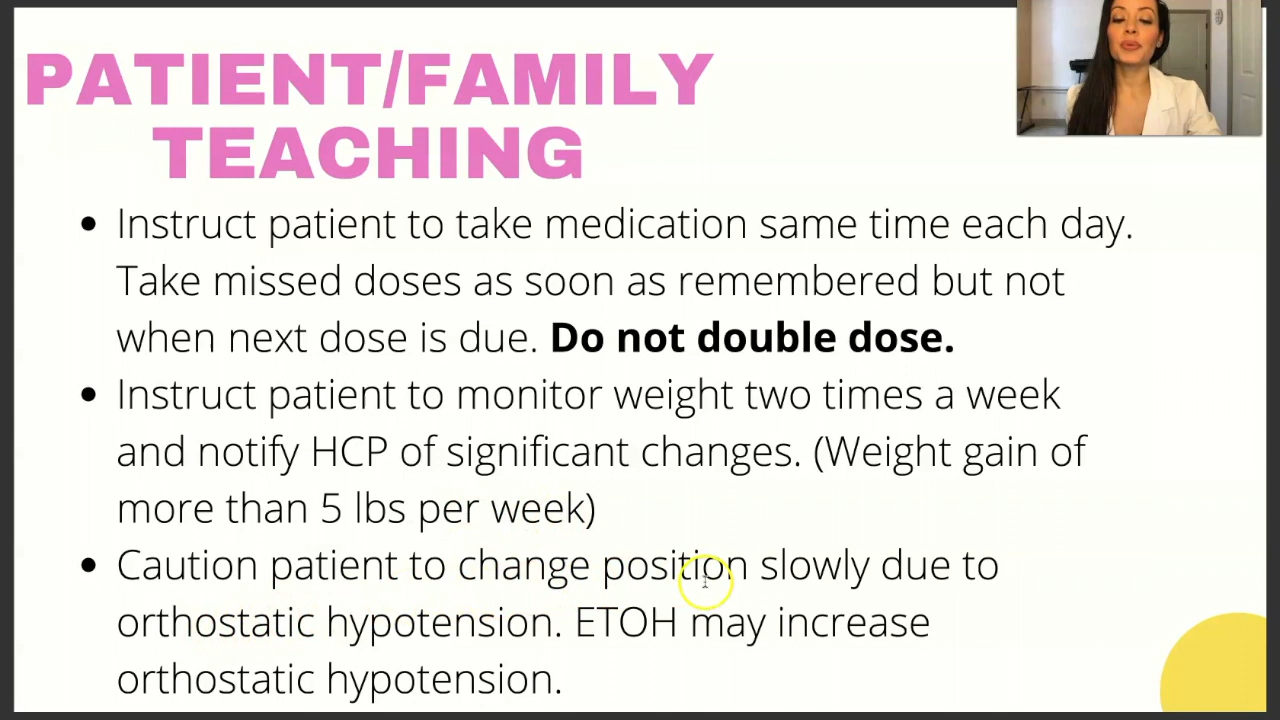 PATIENT/FAMILY
TEACHING
• Instruct patient to take medication same time each day.
Take missed doses as soon as remembered but not
when next dose is due. Do not double dose.
• Instruct patient to monitor weight two times a week
and notify HCP of significant changes. (Weight gain of
more than 5 lbs per week)
• Caution patient to change position slowly due to
orthostatic hypotension. ETOH may increase
orthostatic hypotension.